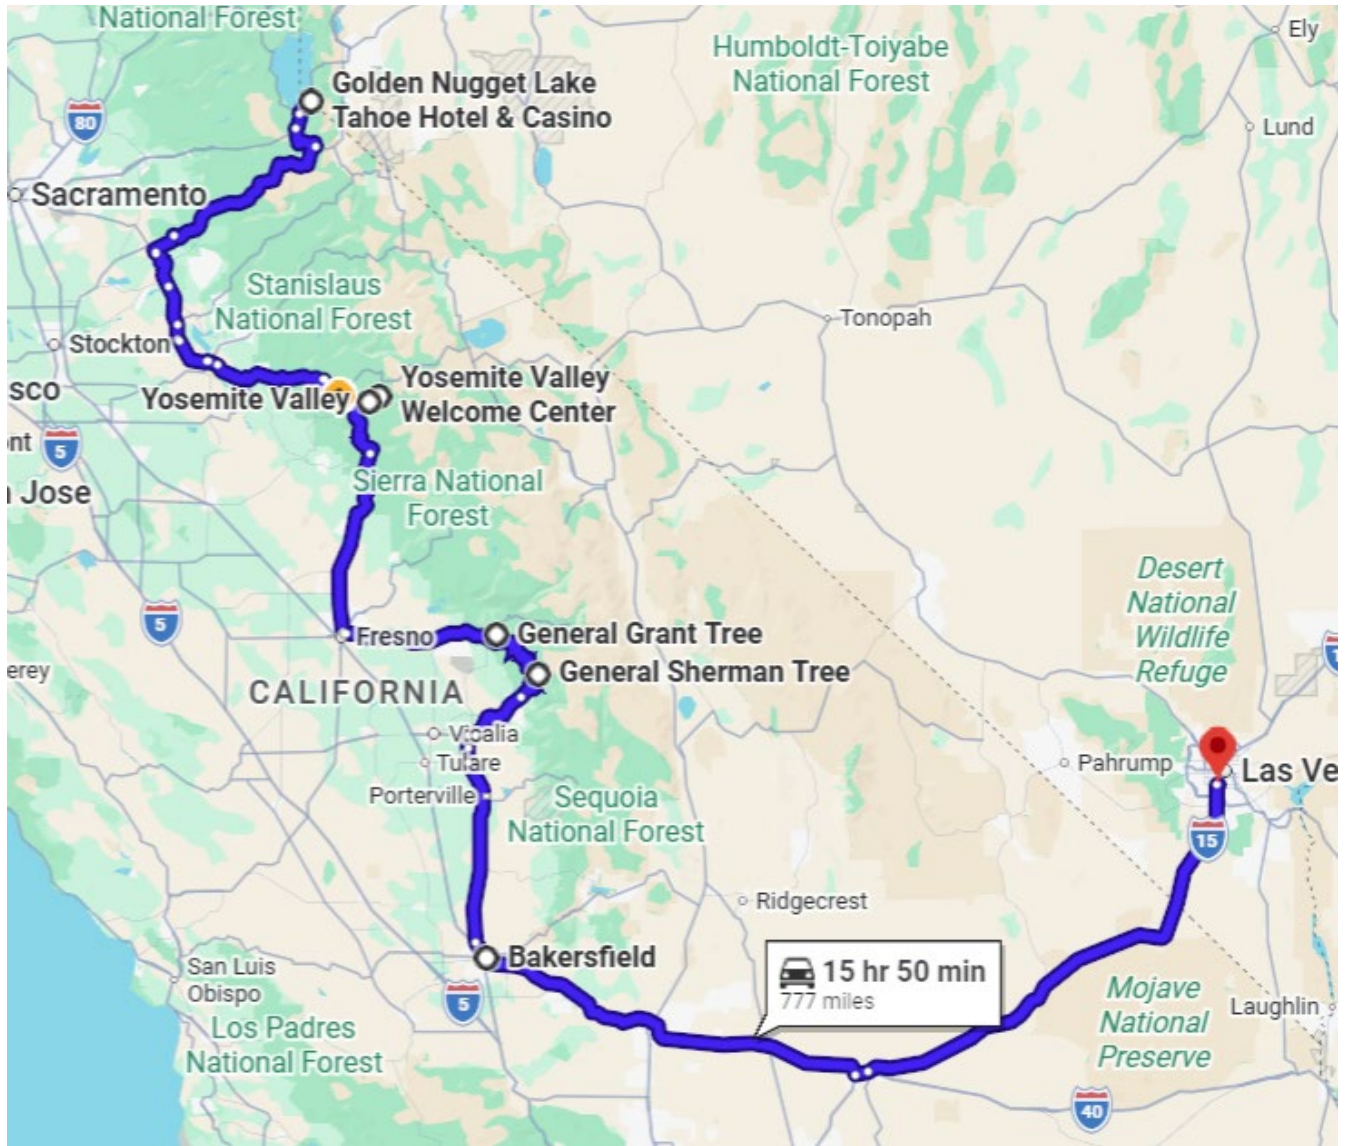 National Forest
Ely
Golden Nugget Lake
Tahoe Hotel & Casino
Humboldt-Toiyabe
National Forest
80
Lund
Sacramento
Stanislaus
National Forest
Tonopah
Stockton
sco
Yosemite Valley
Yosemite Valley
Welcome Center
nt
5
Jose
Sierra National
Forest
Desert
National
Wildlife
Refuge
5
Fresno
General Grant Tree
erey
General Sherman Tree
CALIFORNIA
Visalia
Tulare
Pahrump
Las Ve
Porterville
Sequoia
National Forest
15
Ridgecrest
Bakersfield
San Luis
Obispo
5
15 hr 50 min
777 miles
Mojave
National
Preserve
Laughlin
Los Padres
National Forest
40